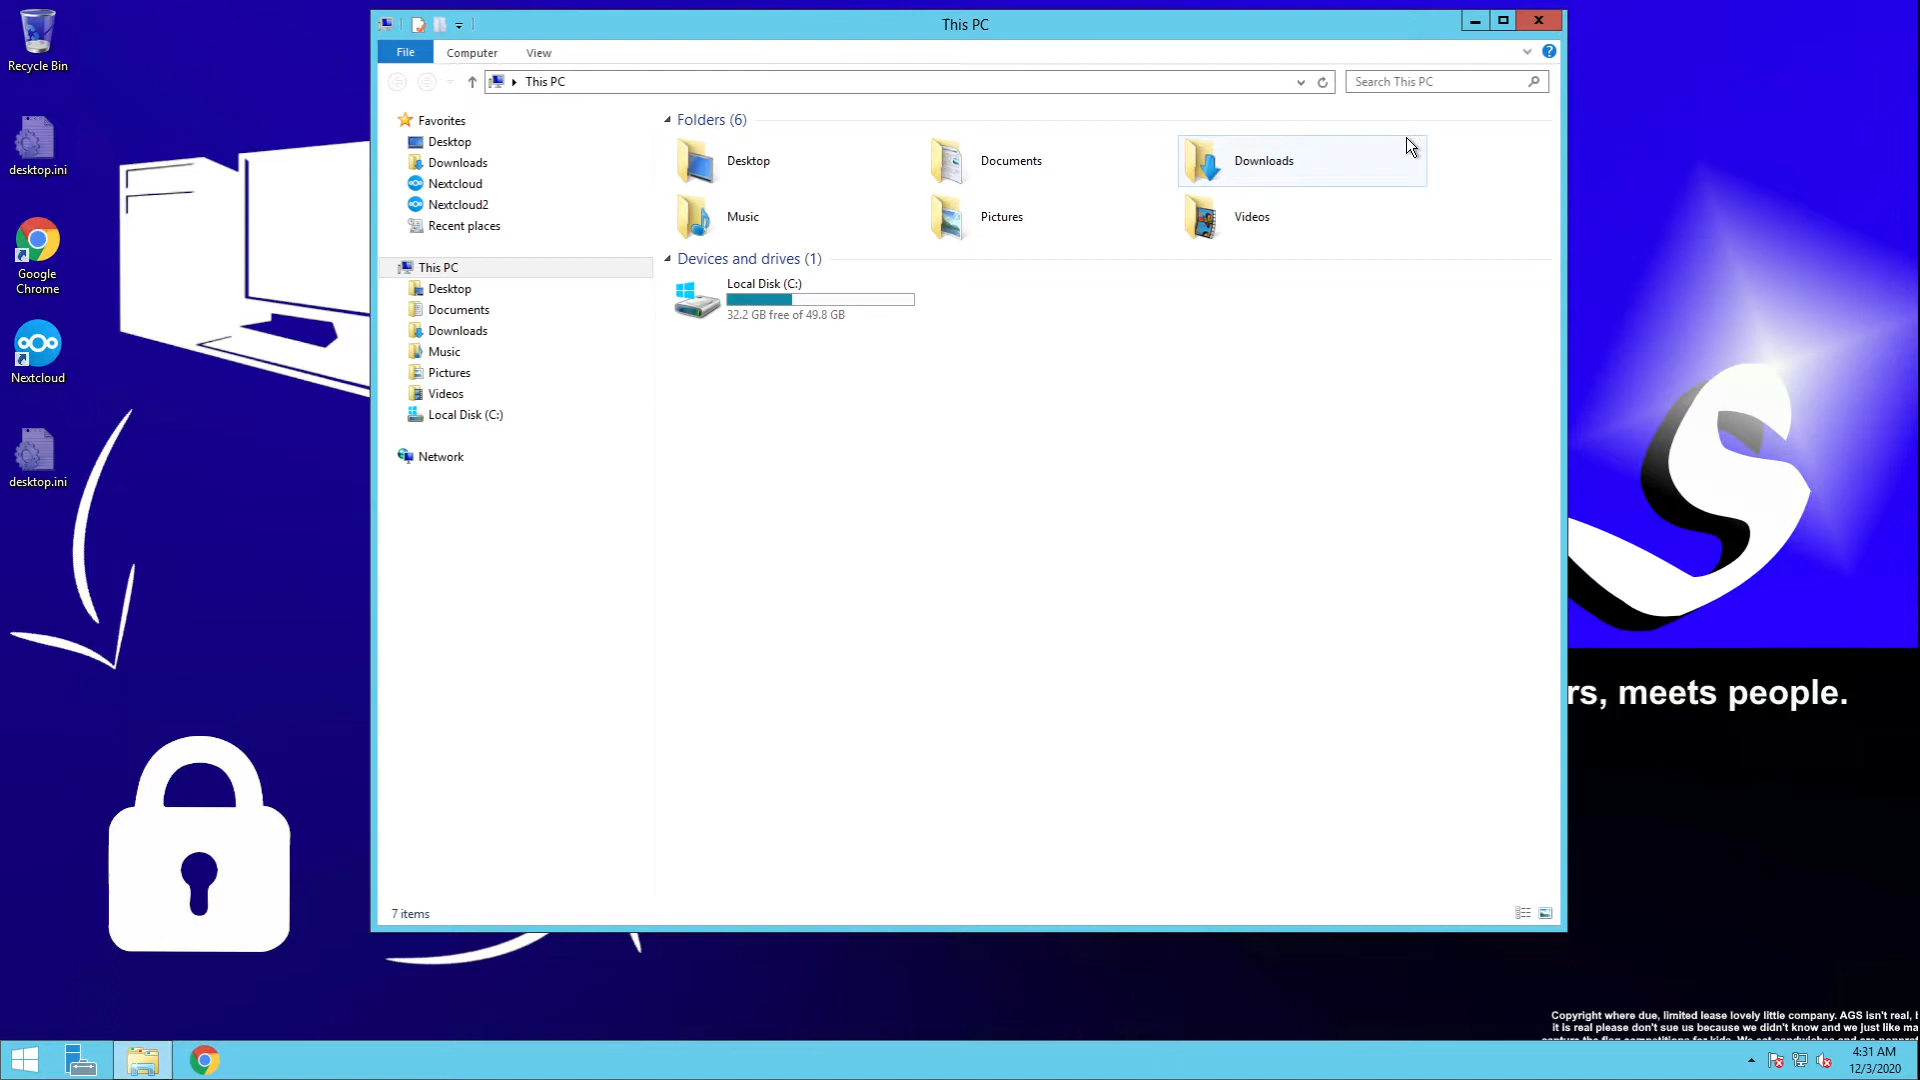 Recycle Bin
desktop.ini
Google
Chrome
Nextcloud
desktop.ini
This PC
File
Computer
View
This PC
Search This PC
Favorites
Desktop
Downloads
Nextcloud
Nextcloud2
Recent places
This PC
Desktop
Documents
Downloads
Music
Pictures
Videos
Local Disk (C:)
Network
Folders (6)
Desktop
Documents
Downloads
Music
Pictures
Videos
Devices and drives (1)
Local Disk (C:)
32.2 GB free of 49.8 GB
7 items
rs, meets people.
Copyright where due, limited lease lovely little company. AGS isn't real,
it is real please don't sue us because we didn't know and we just like ma
4:31 AM
12/3/2020